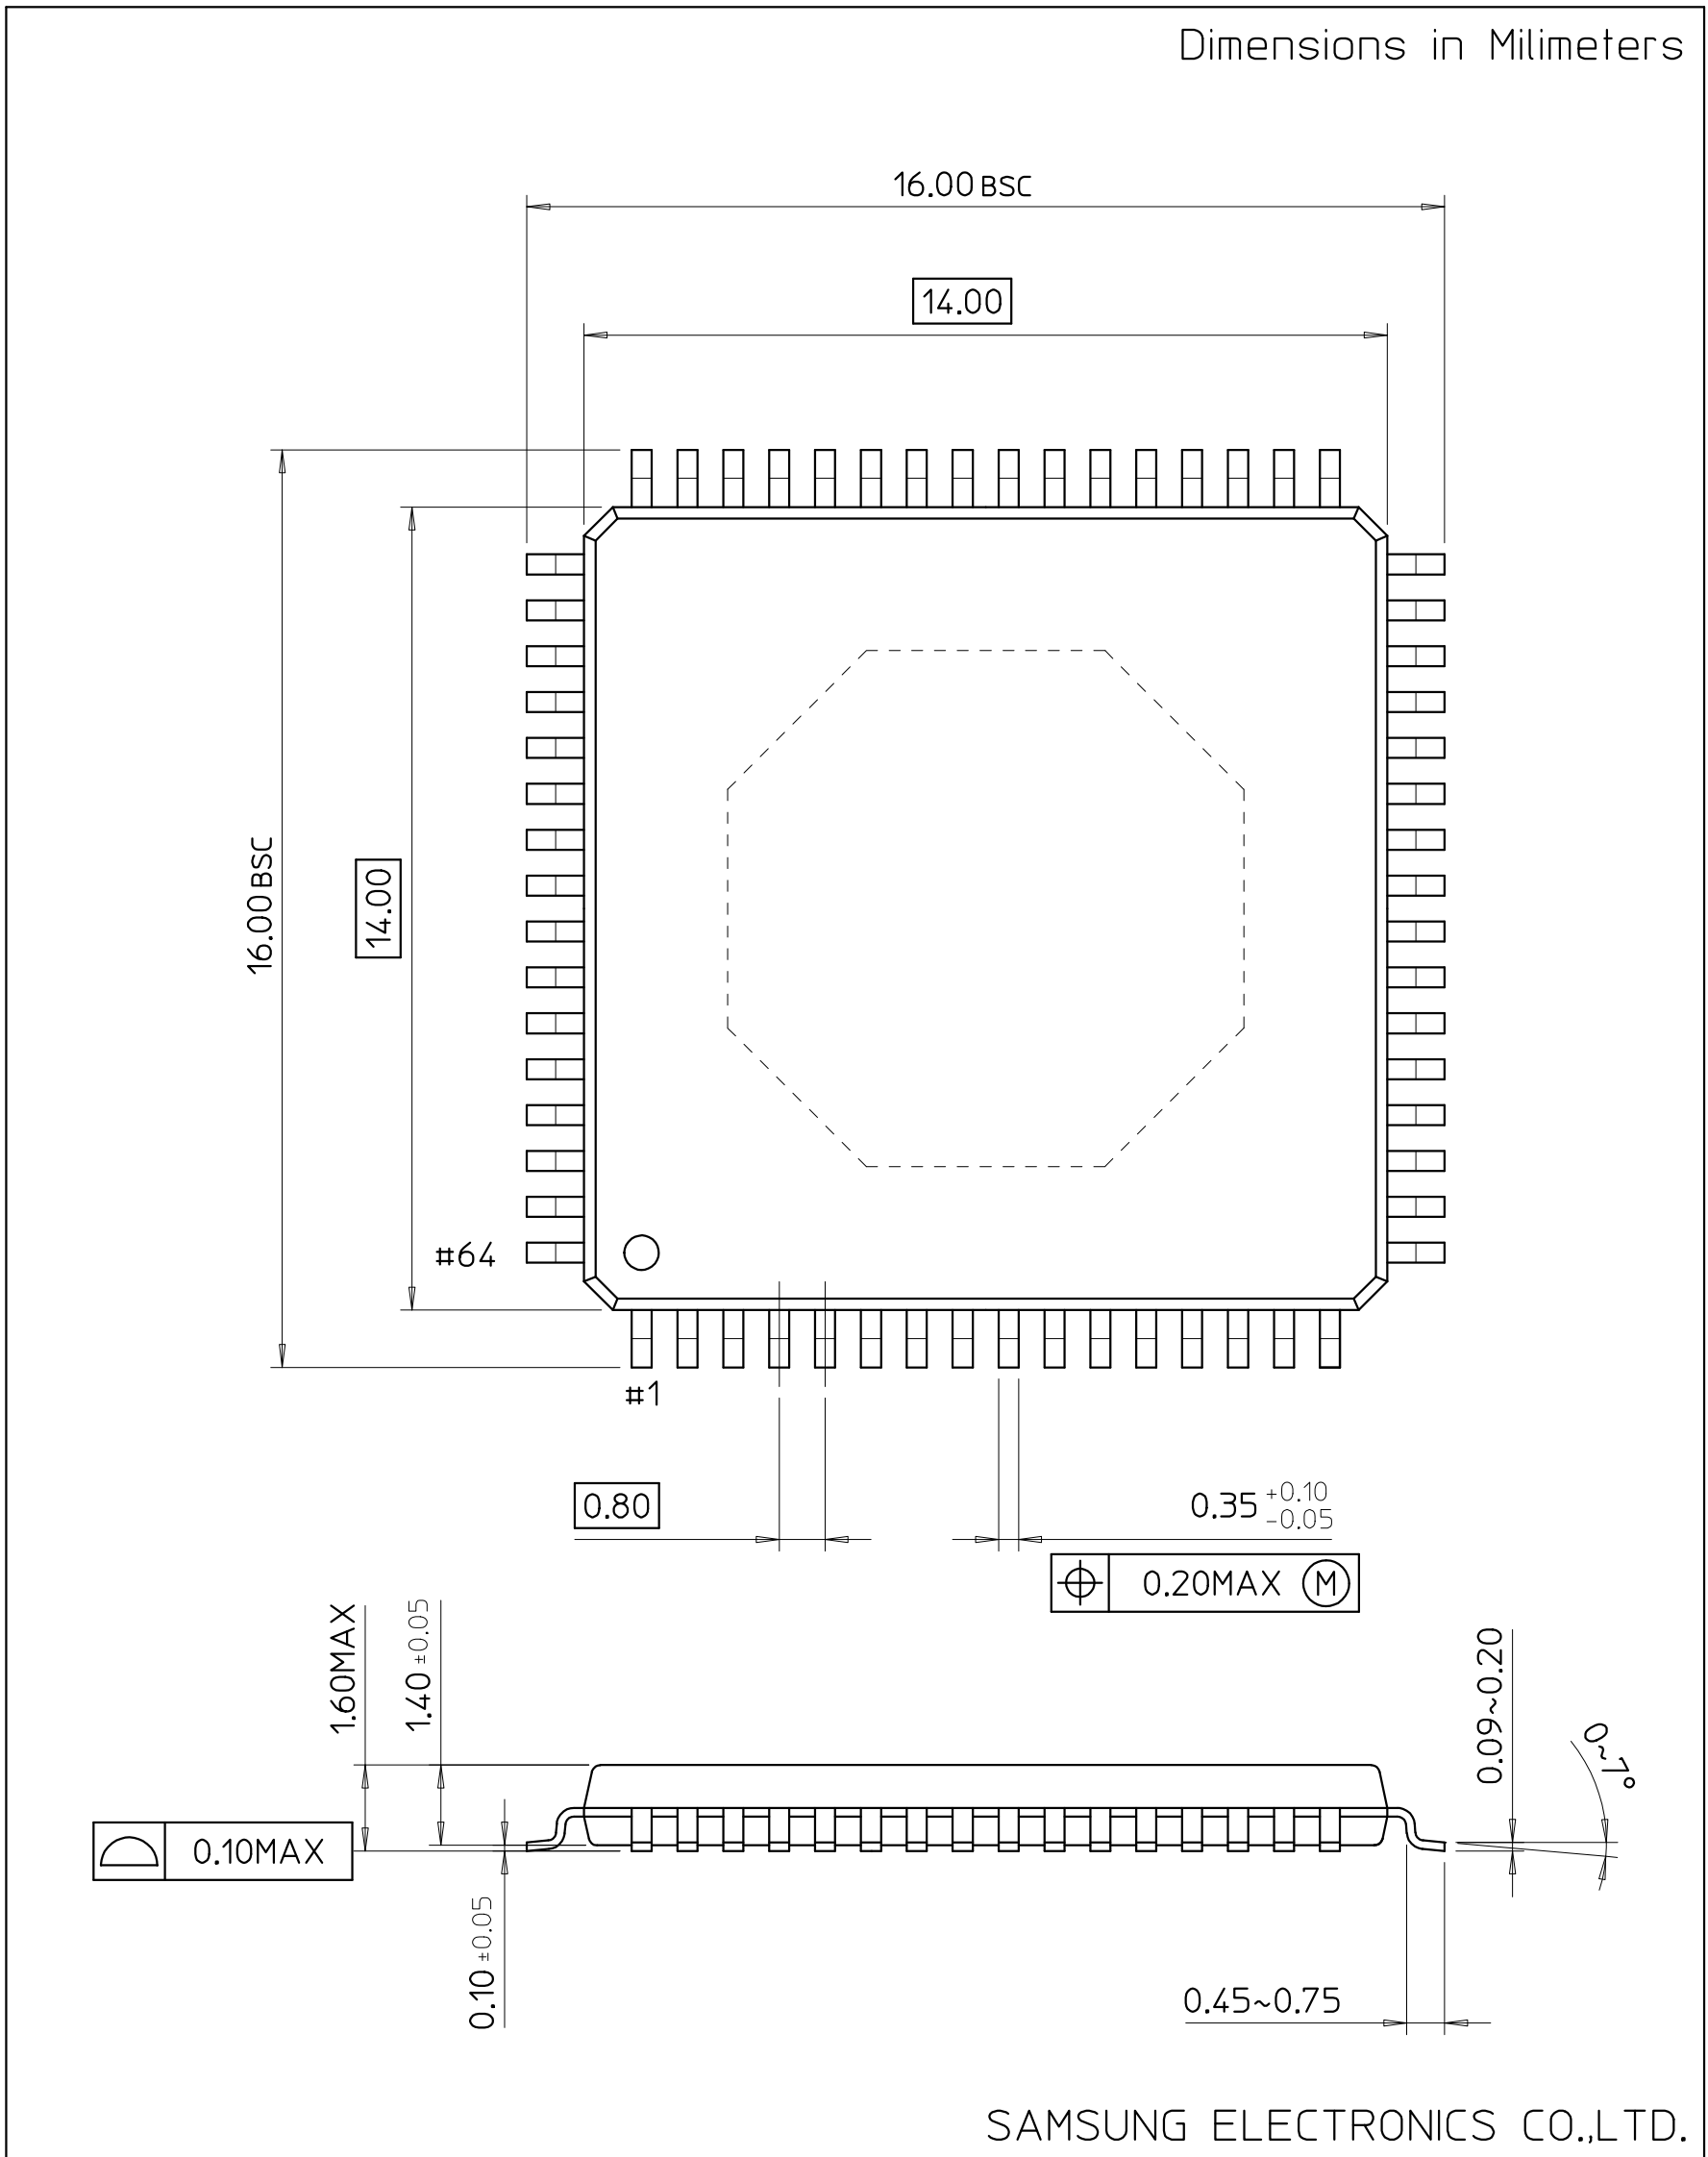 Dimensions in Milimeters
16.00 BSC
14.00
16.00 BSC
14.00
#64
#1
0.80
0.35 +0.10 -0.05
0.20MAX M
1.60MAX
1.40 ±0.05
0.09~0.20
0~7°
0.10MAX
0.10 ±0.05
0.45~0.75
SAMSUNG ELECTRONICS CO.,LTD.